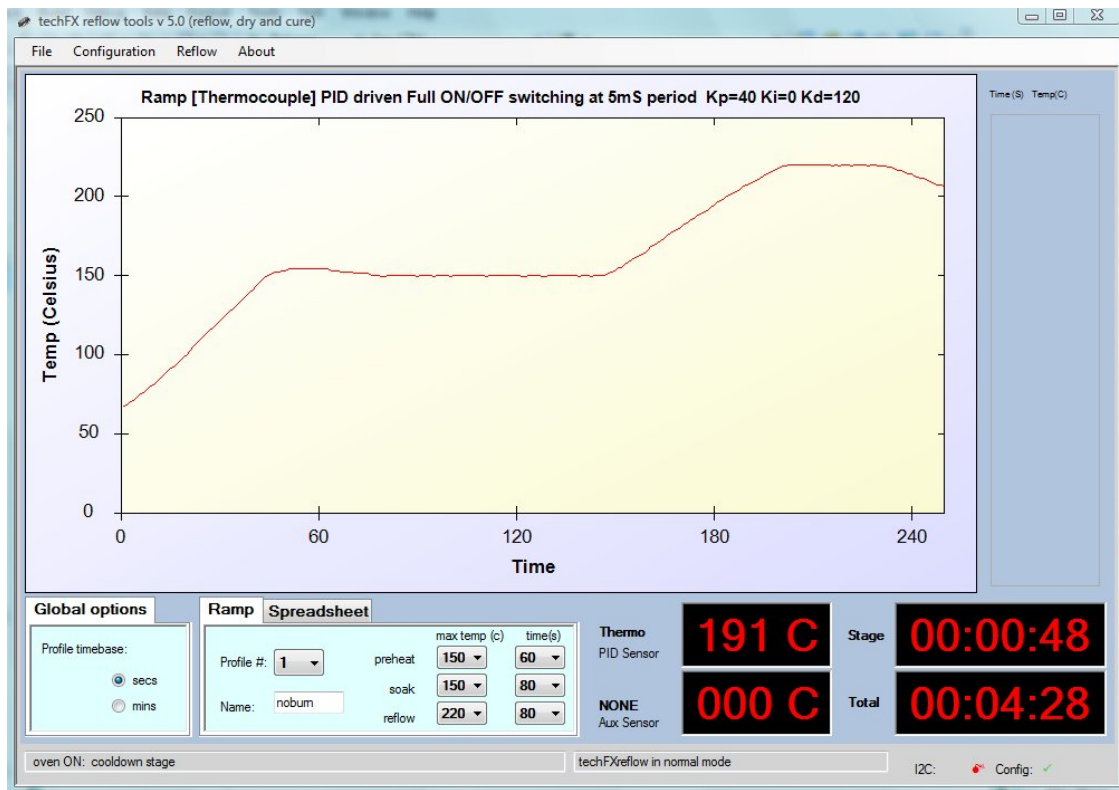 techFX reflow tools v 5.0 (reflow, dry and cure)
File Configuration Reflow About
Ramp [Thermocouple] PID driven Full ON/OFF switching at 5mS period Kp=40 Ki=0 Kd=120
Time (S) Temp(C)
250
200
150
100
50
0
Temp (Celsius)
0 60 120 180 240
Time
Global options
Profile timebase:
secs
mins
Ramp Spreadsheet
max temp (c) time(s)
Profile #: 1 preheat 150 60
soak 150 80
Name: noburn
reflow 220 80
Thermo
PID Sensor
191 C
NONE
Aux Sensor
000 C
Stage 00:00:48
Total 00:04:28
oven ON: cooldown stage
techFXreflow in normal mode
I2C: Config: